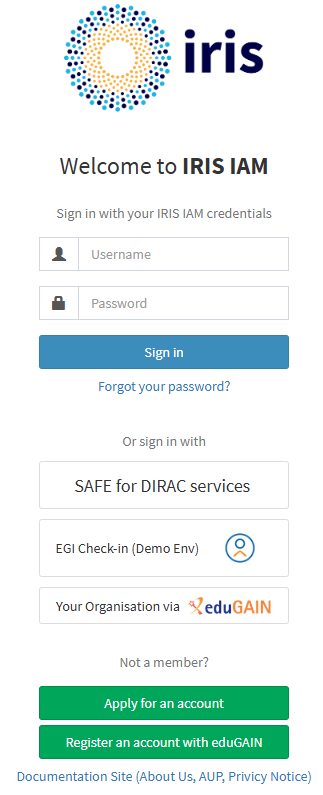 iris
Welcome to IRIS IAM
Sign in with your IRIS IAM credentials
Username
Password
Sign in
Forgot your password?
Or sign in with
SAFE for DIRAC services
EGI Check-in (Demo Env)
Your Organisation via eduGAIN
Not a member?
Apply for an account
Register an account with eduGAIN
Documentation Site (About Us, AUP, Privicy Notice)